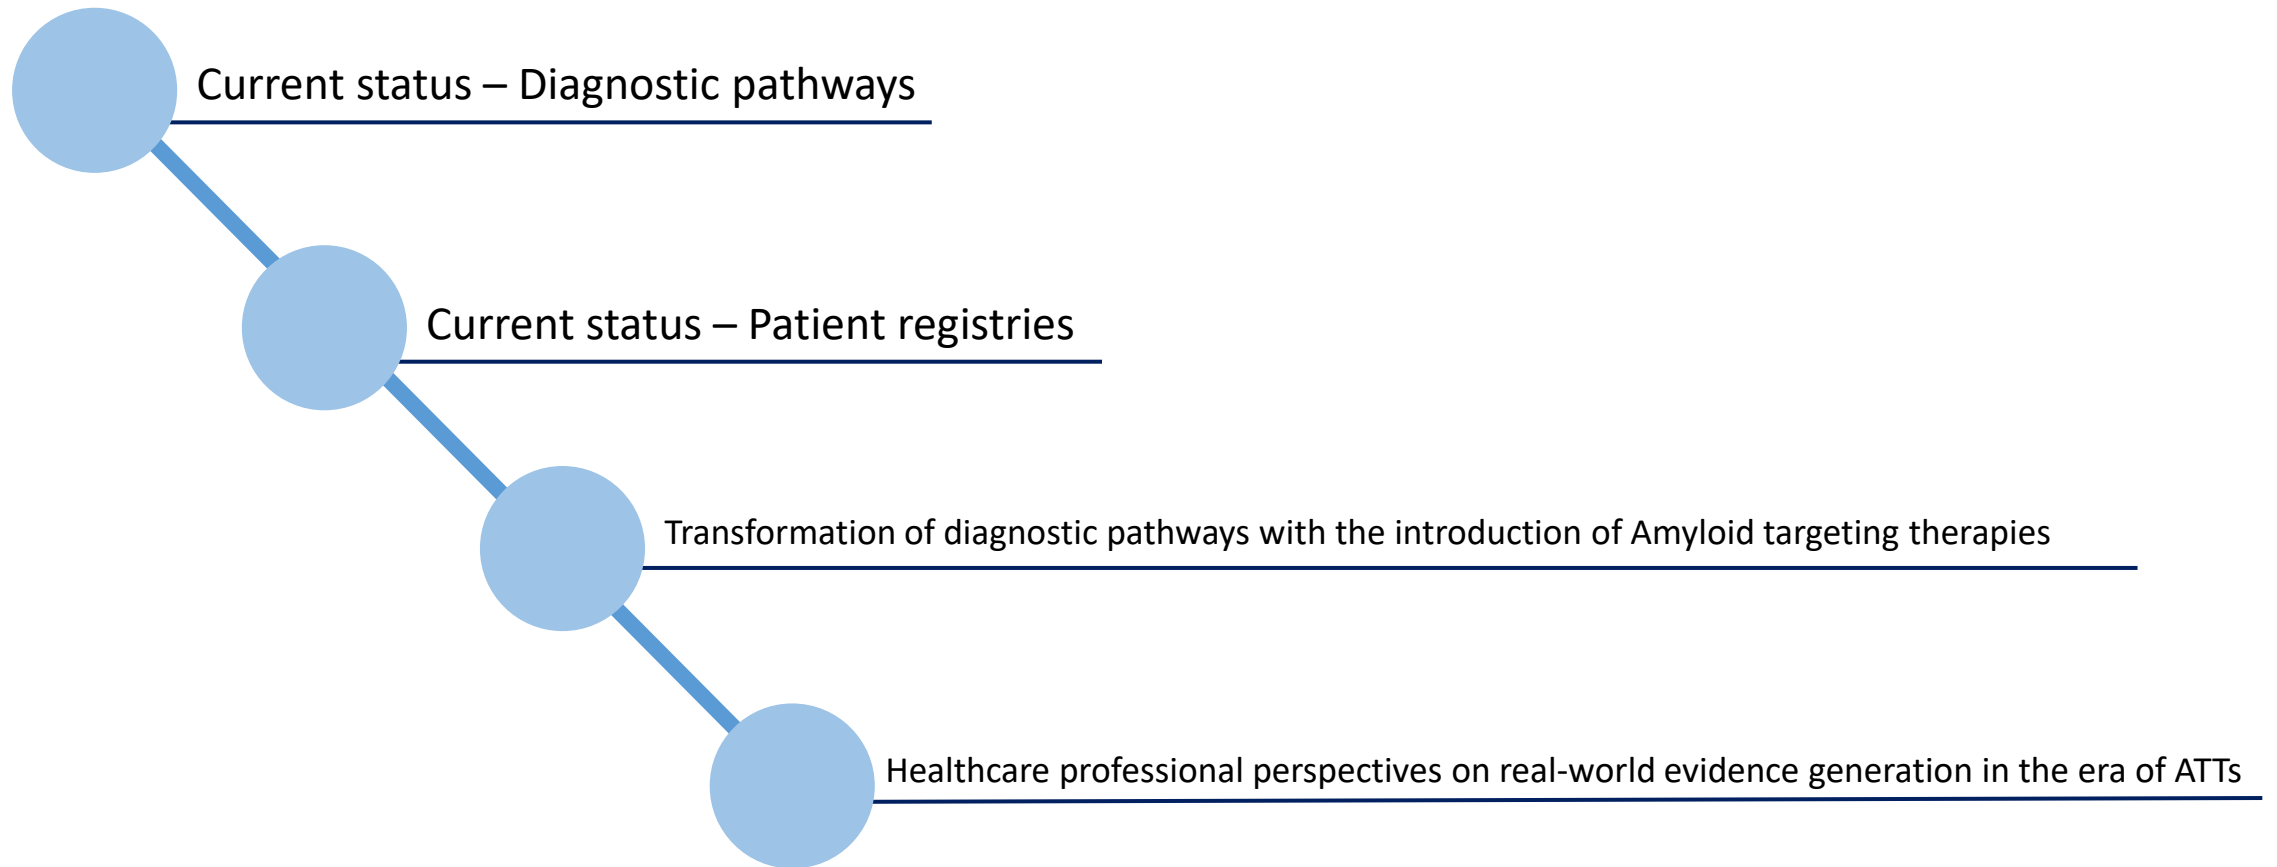 Current status – Diagnostic pathways
Current status – Patient registries
Transformation of diagnostic pathways with the introduction of Amyloid targeting therapies
Healthcare professional perspectives on real-world evidence generation in the era of ATTs